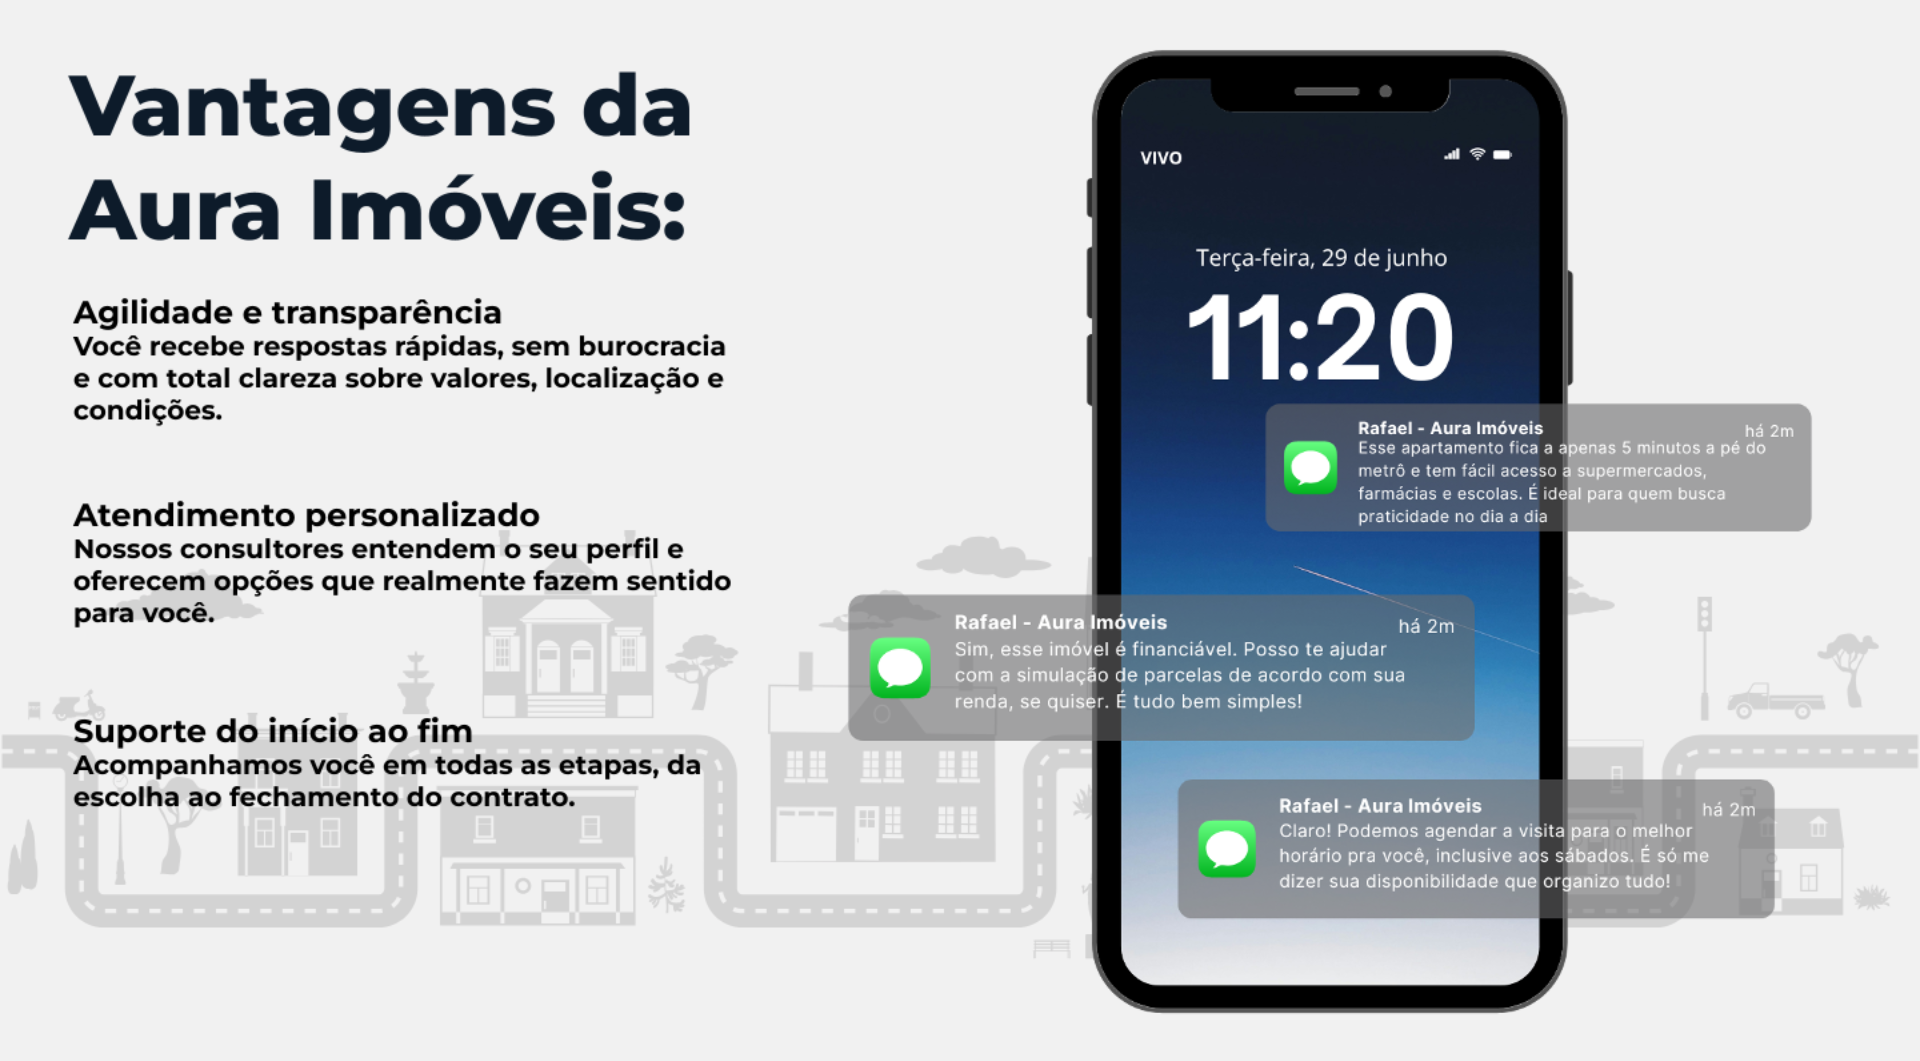 Vantagens da
Aura Imóveis:
Agilidade e transparência
Você recebe respostas rápidas, sem burocracia
e com total clareza sobre valores, localização e
condições.
Atendimento personalizado
Nossos consultores entendem o seu perfil e
oferecem opções que realmente fazem sentido
para você.
Suporte do início ao fim
Acompanhamos você em todas as etapas, da
escolha ao fechamento do contrato.
VIVO
Terça-feira, 29 de junho
11:20
Rafael - Aura Imóveis
há 2m
Esse apartamento fica a apenas 5 minutos a pé do
metrô e tem fácil acesso a supermercados,
farmácias e escolas. É ideal para quem busca
praticidade no dia a dia
Rafael - Aura Imóveis
há 2m
Sim, esse imóvel é financiável. Posso te ajudar
com a simulação de parcelas de acordo com sua
renda, se quiser. É tudo bem simples!
Rafael - Aura Imóveis
há 2m
Claro! Podemos agendar a visita para o melhor
horário pra você, inclusive aos sábados. É só me
dizer sua disponibilidade que organizo tudo!